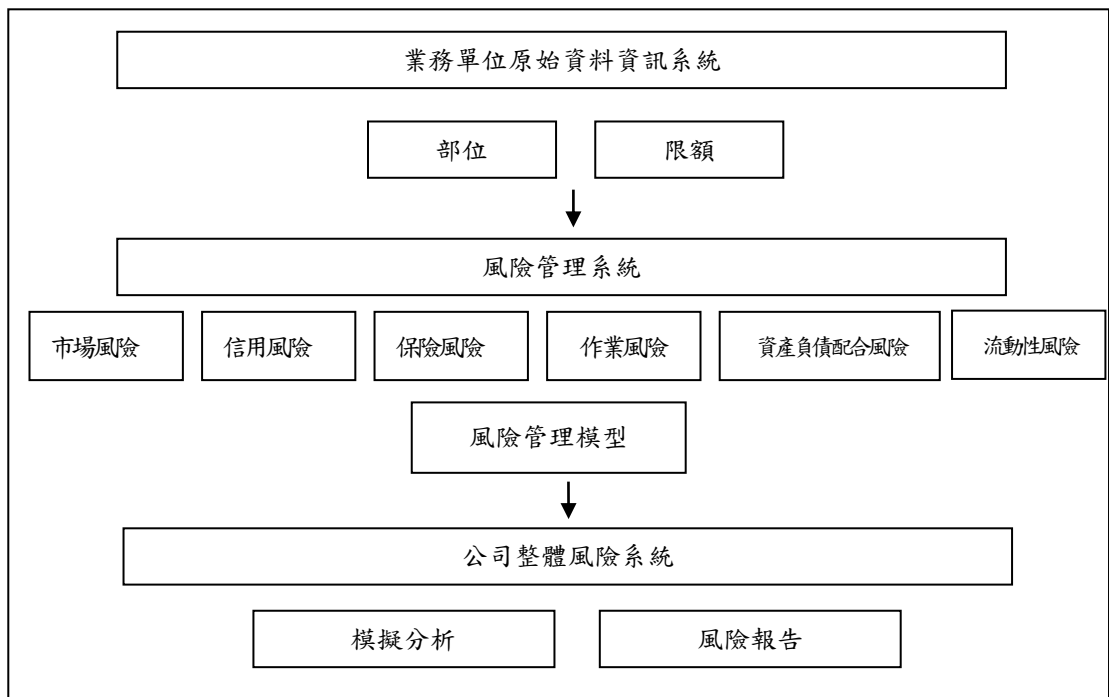 業務單位原始資料資訊系統
部位
限額
風險管理系統
市場風險
信用風險
保險風險
作業風險
資產負債配合風險
流動性風險
風險管理模型
公司整體風險系統
模擬分析
風險報告